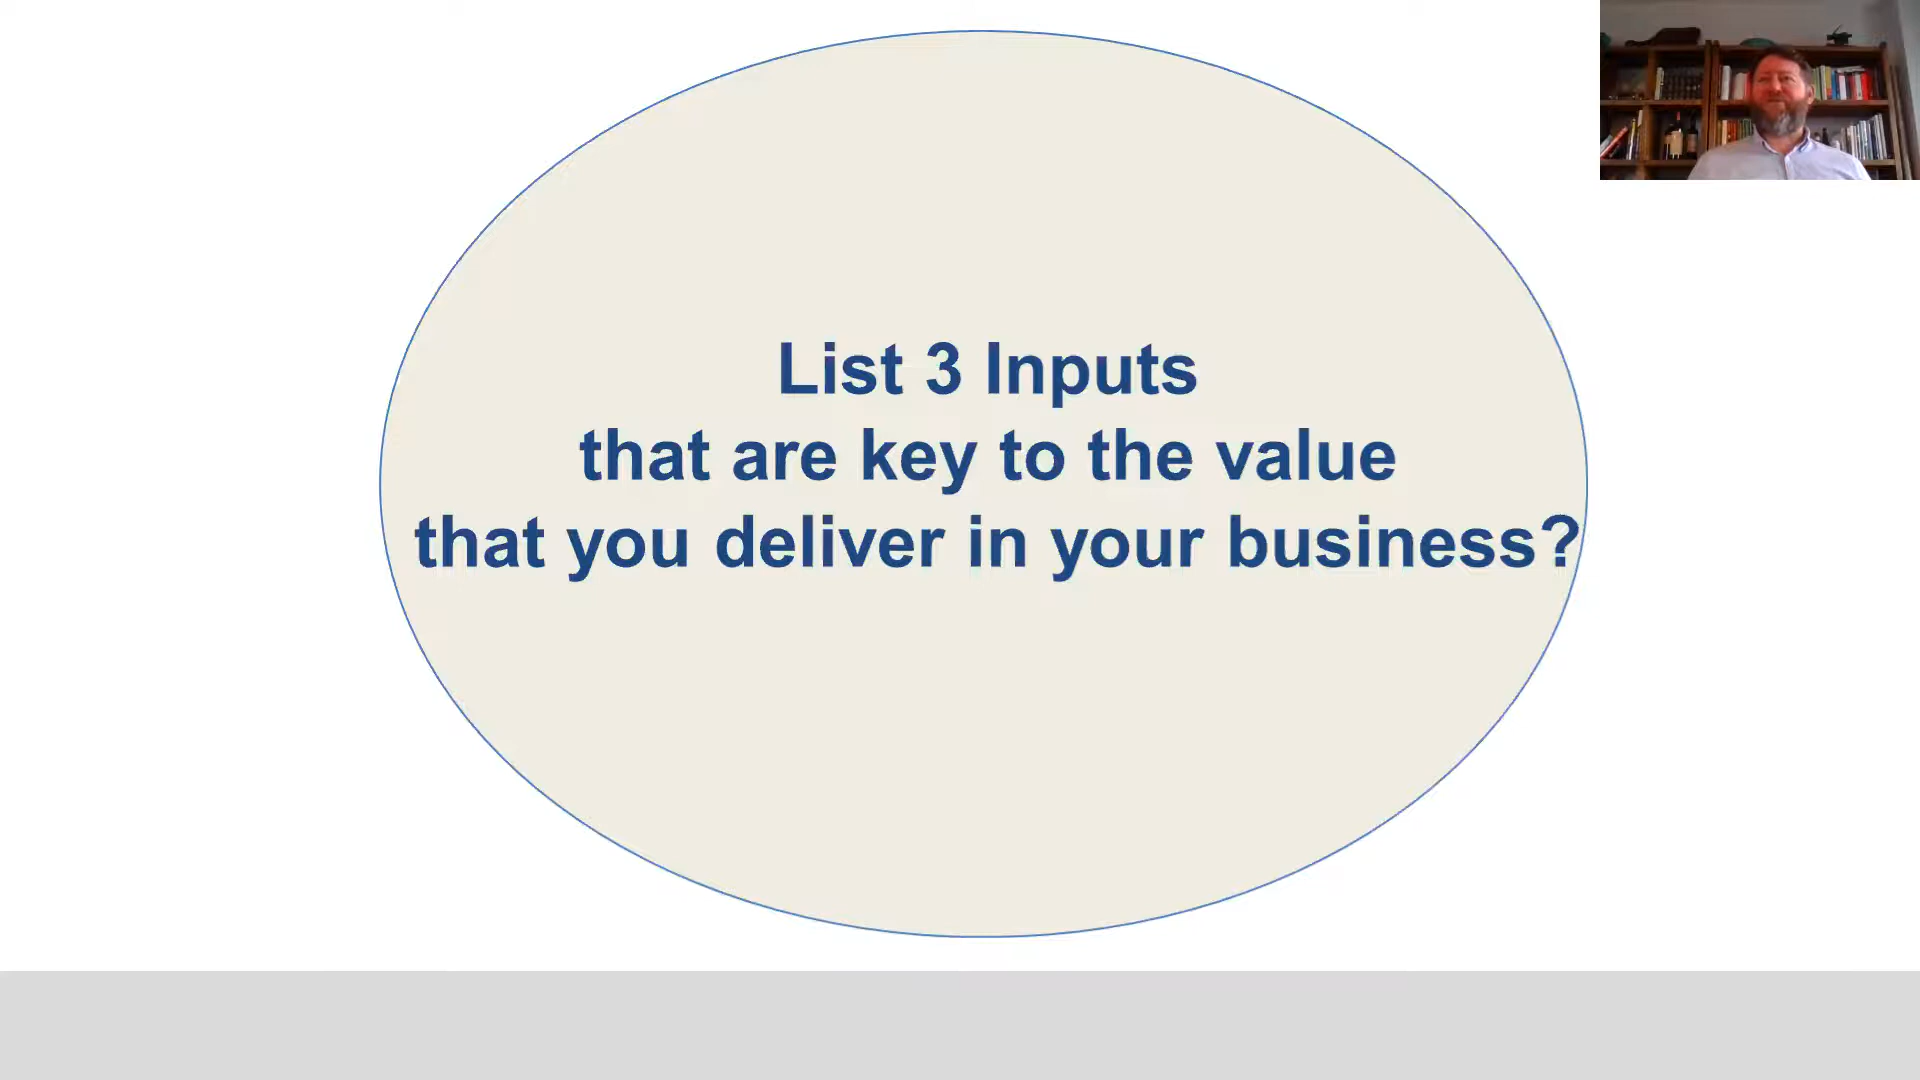 List 3 Inputs
that are key to the value
that you deliver in your business?